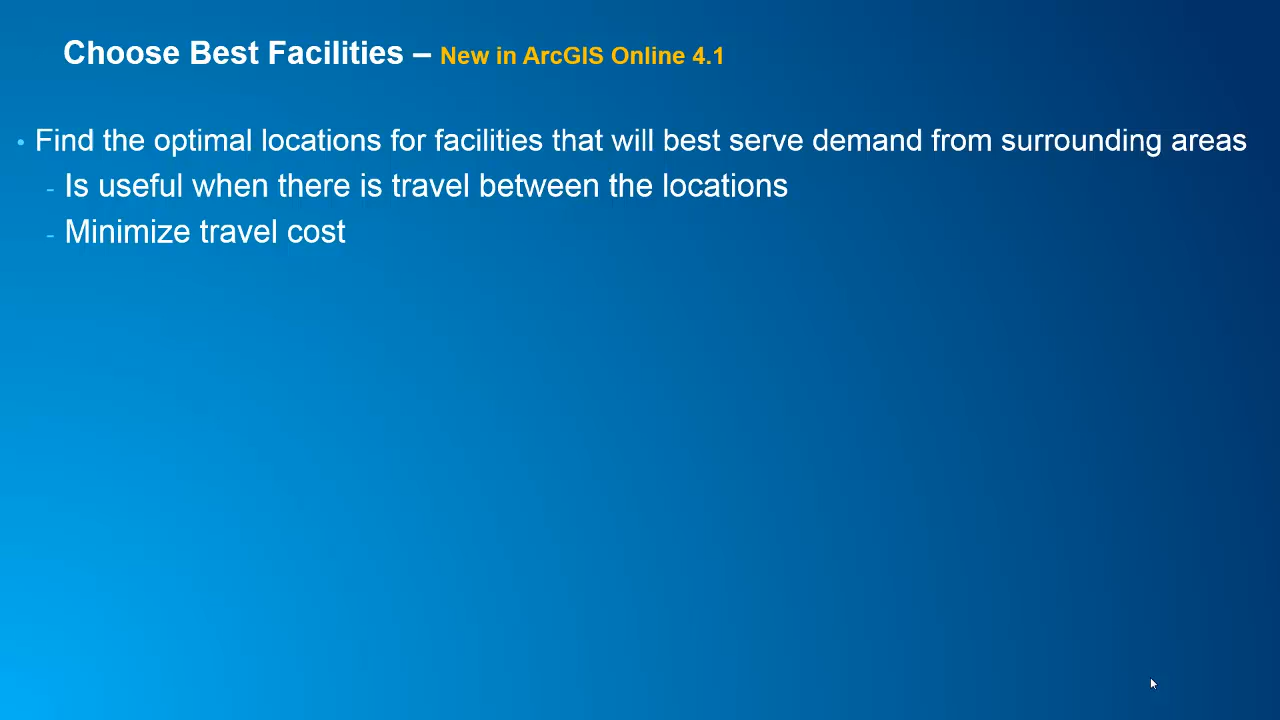 Choose Best Facilities – New in ArcGIS Online 4.1
• Find the optimal locations for facilities that will best serve demand from surrounding areas
- Is useful when there is travel between the locations
- Minimize travel cost